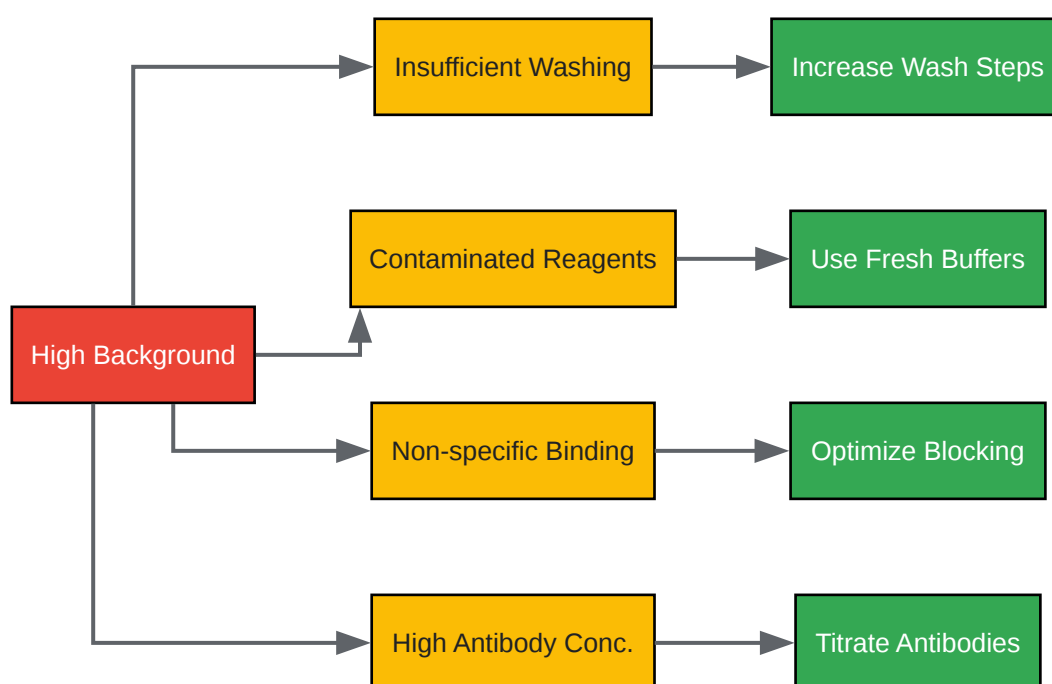 Insufficient Washing
Increase Wash Steps
Contaminated Reagents
Use Fresh Buffers
High Background
Non-specific Binding
Optimize Blocking
High Antibody Conc.
Titrate Antibodies